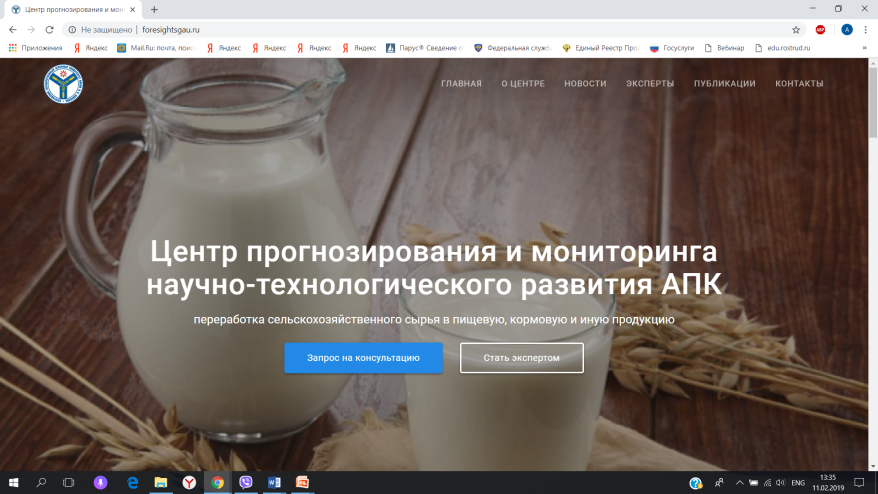 Центр прогнозирования и мон
Не защищено | foresightsgau.ru
Приложения Яндекс Mail.Ru: почта, поис Яндекс Яндекс Яндекс Яндекс Парус® Сведение с Федеральная служб Единый Реестр Про Госуслуги Вебинар edu.rostrud.ru »
ГЛАВНАЯ О ЦЕНТРЕ НОВОСТИ ЭКСПЕРТЫ ПУБЛИКАЦИИ КОНТАКТЫ
Центр прогнозирования и мониторинга
научно-технологического развития АПК
переработка сельскохозяйственного сырья в пищевую, кормовую и иную продукцию
Запрос на консультацию Стать экспертом
ENG 13:35
11.02.2019